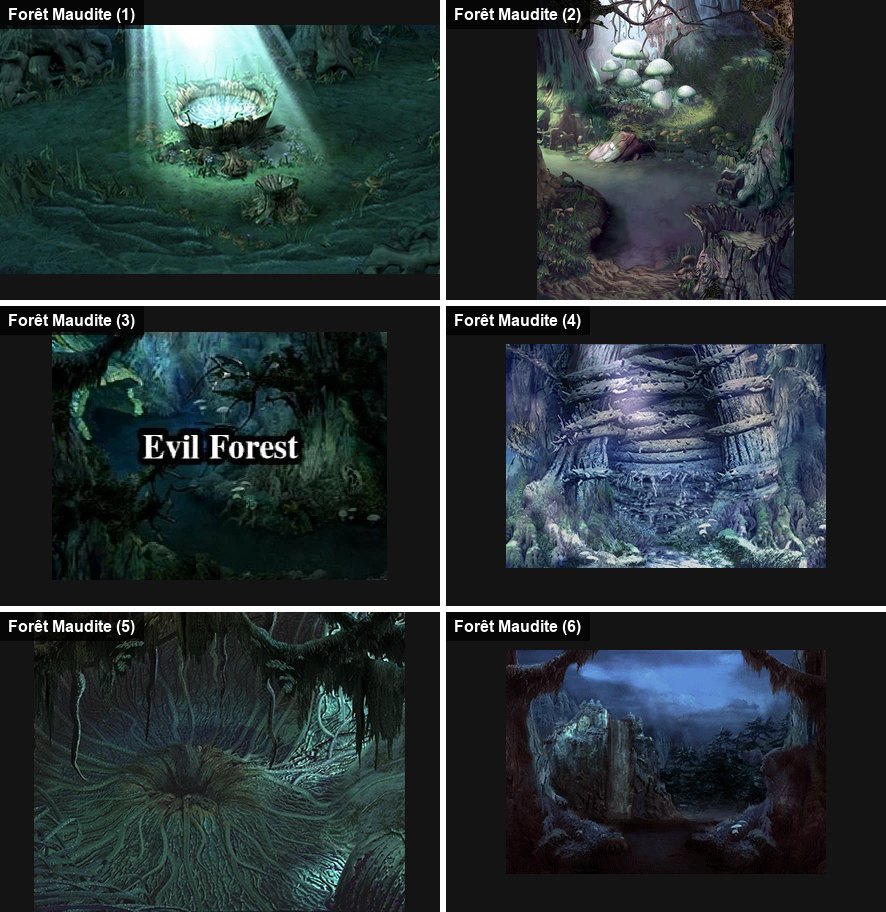 Forêt Maudite (1)
Forêt Maudite (2)
Forêt Maudite (3)
Forêt Maudite (4)
Evil Forest
Forêt Maudite (5)
Forêt Maudite (6)